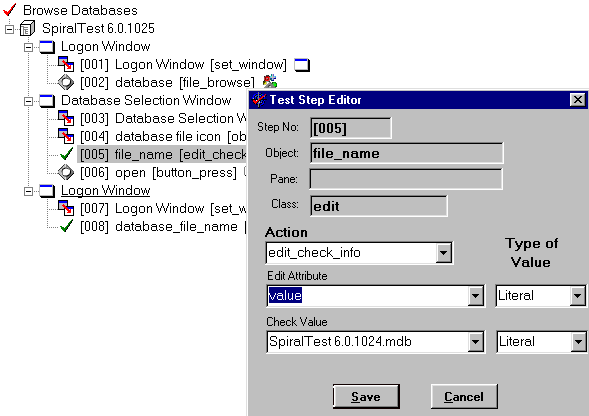 Browse Databases
SpiralTest 6.0.1025
Logon Window
[001] Logon Window [set_window]
[002] database [file_browse]
Database Selection Window
[003] Database Selection W
[004] database file icon [ob
[005] file_name [edit_check
[006] open [button_press]
Logon Window
[007] Logon Window [set_w
[008] database_file_name [
Test Step Editor
Step No: [005]
Object: file_name
Pane:
Class: edit
Action
edit_check_info
Type of
Value
Edit Attribute
value Literal
Check Value
SpiralTest 6.0.1024.mdb Literal
Save Cancel